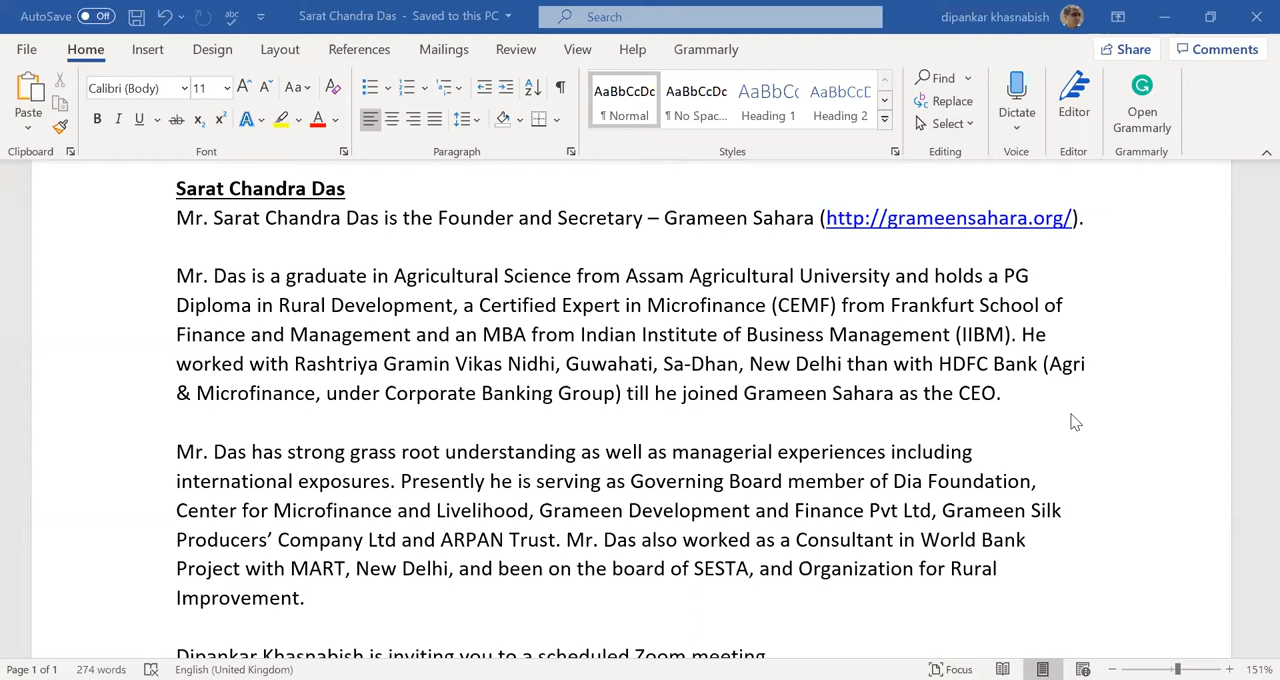 AutoSave Off Sarat Chandra Das - Saved to this PC Search dipankar khasnabish
File Home Insert Design Layout References Mailings Review View Help Grammarly Share Comments
Paste
Calibri (Body) 11
AaBbCcDc AaBbCcDc AaBbCc AaBbCcD
¶ Normal ¶ No Spac... Heading 1 Heading 2
Find
Replace
Select
Dictate
Editor
Open
Grammarly
Clipboard Font Paragraph Styles Editing Voice Editor Grammarly
Sarat Chandra Das
Mr. Sarat Chandra Das is the Founder and Secretary – Grameen Sahara (http://grameensahara.org/).
Mr. Das is a graduate in Agricultural Science from Assam Agricultural University and holds a PG
Diploma in Rural Development, a Certified Expert in Microfinance (CEMF) from Frankfurt School of
Finance and Management and an MBA from Indian Institute of Business Management (IIBM). He
worked with Rashtriya Gramin Vikas Nidhi, Guwahati, Sa-Dhan, New Delhi than with HDFC Bank (Agri
& Microfinance, under Corporate Banking Group) till he joined Grameen Sahara as the CEO.
Mr. Das has strong grass root understanding as well as managerial experiences including
international exposures. Presently he is serving as Governing Board member of Dia Foundation,
Center for Microfinance and Livelihood, Grameen Development and Finance Pvt Ltd, Grameen Silk
Producers’ Company Ltd and ARPAN Trust. Mr. Das also worked as a Consultant in World Bank
Project with MART, New Delhi, and been on the board of SESTA, and Organization for Rural
Improvement.
Dipankar Khasnabish is inviting you to a scheduled Zoom meeting.
Page 1 of 1 274 words English (United Kingdom) Focus 151%